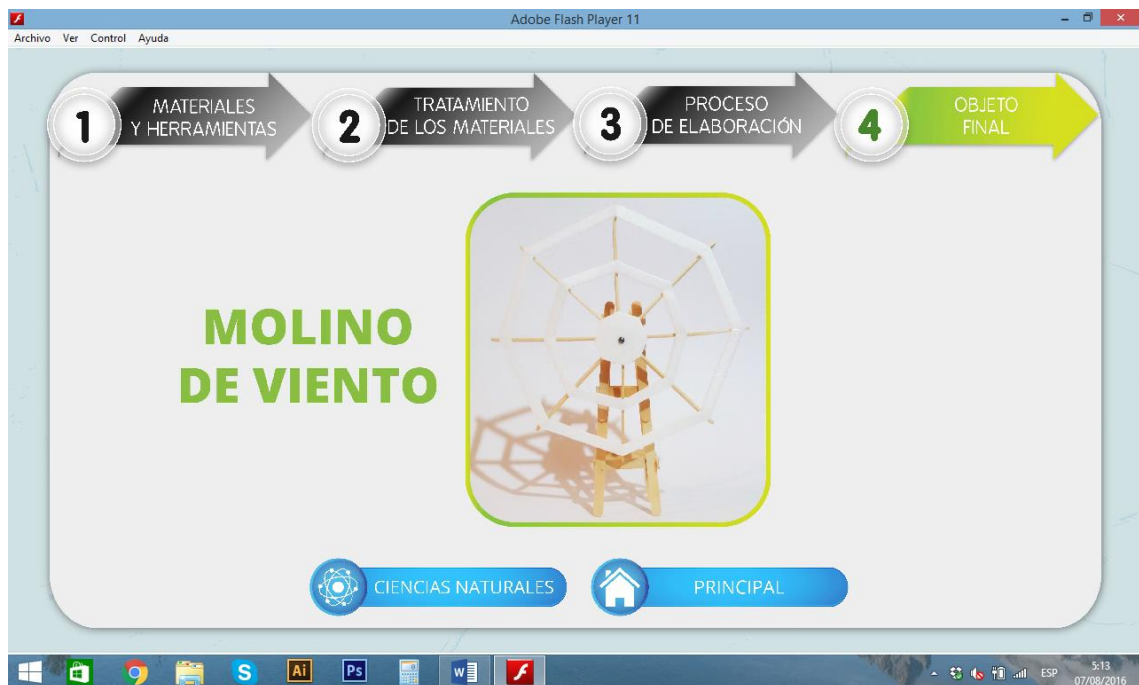 Adobe Flash Player 11
Archivo Ver Control Ayuda
1 MATERIALES
Y HERRAMIENTAS
2 TRATAMIENTO
DE LOS MATERIALES
3 PROCESO
DE ELABORACIÓN
4 OBJETO
FINAL
MOLINO
DE VIENTO
CIENCIAS NATURALES
PRINCIPAL
S
Ai
Ps
W
ESP
5:13
07/08/2016